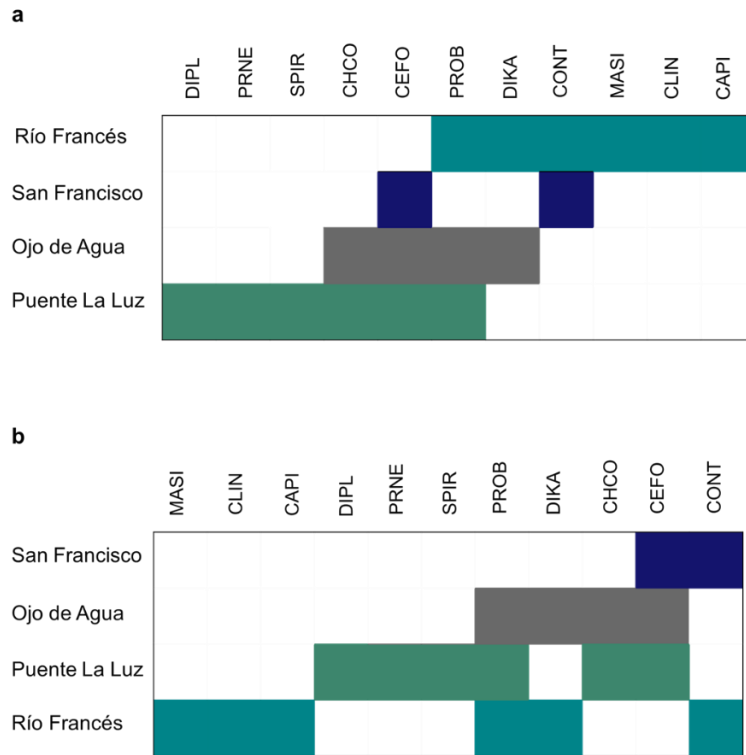 a
DIPL PRNE SPIR CHCO CEFO PROB DIKA CONT MASI CLIN CAPI
Río Francés
San Francisco
Ojo de Agua
Puente La Luz
b
MASI CLIN CAPI DIPL PRNE SPIR PROB DIKA CHCO CEFO CONT
San Francisco
Ojo de Agua
Puente La Luz
Río Francés